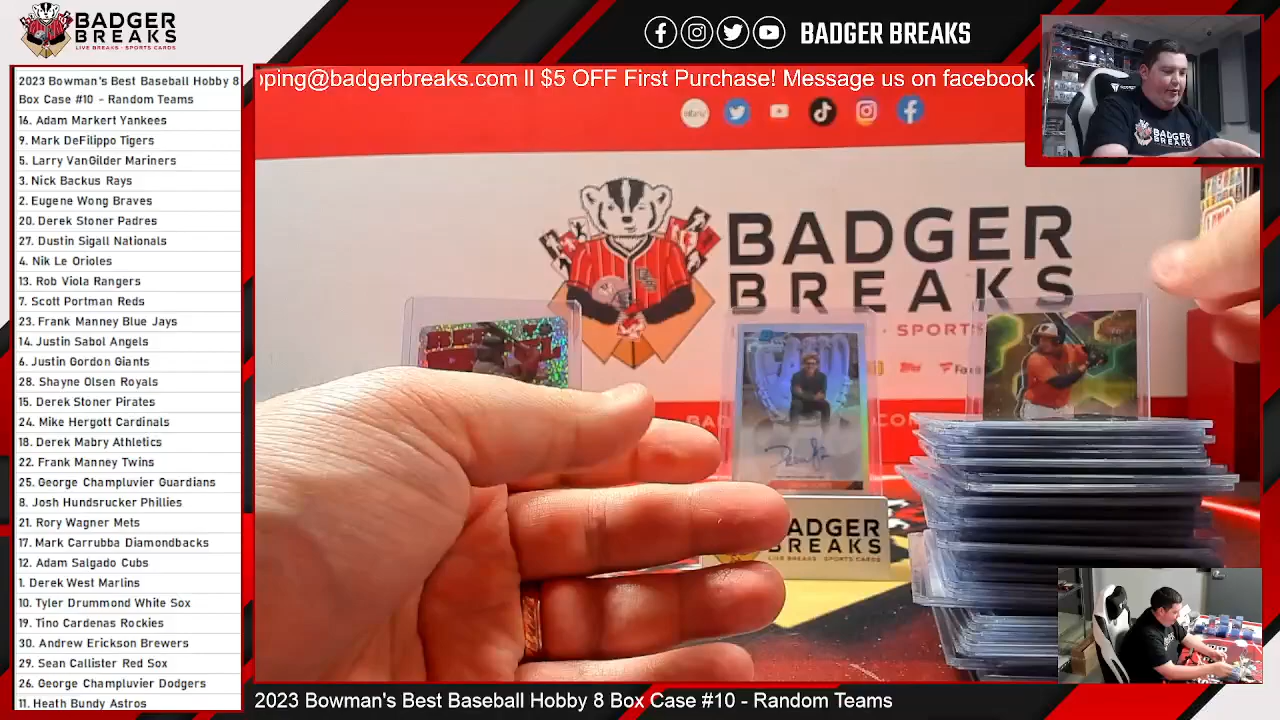 BADGER
BREAKS
LIVE BREAKS · SPORTS CARDS
BADGER BREAKS
2023 Bowman's Best Baseball Hobby 8
Box Case #10 - Random Teams
16. Adam Markert Yankees
9. Mark DeFilippo Tigers
5. Larry VanGilder Mariners
3. Nick Backus Rays
2. Eugene Wong Braves
20. Derek Stoner Padres
27. Dustin Sigall Nationals
4. Nik Le Orioles
13. Rob Viola Rangers
7. Scott Portman Reds
23. Frank Manney Blue Jays
14. Justin Sabol Angels
6. Justin Gordon Giants
28. Shayne Olsen Royals
15. Derek Stoner Pirates
24. Mike Hergott Cardinals
18. Derek Mabry Athletics
22. Frank Manney Twins
25. George Champluvier Guardians
8. Josh Hundsrucker Phillies
21. Rory Wagner Mets
17. Mark Carrubba Diamondbacks
12. Adam Salgado Cubs
1. Derek West Marlins
10. Tyler Drummond White Sox
19. Tino Cardenas Rockies
30. Andrew Erickson Brewers
29. Sean Callister Red Sox
26. George Champluvier Dodgers
11. Heath Bundy Astros
pping@badgerbreaks.com ll $5 OFF First Purchase! Message us on facebook
BADGER
BREAKS
· SPORTS
BADGER
BREAKS
LIVE BREAKS · SPORTS CARDS
BADGER
BREAKS
2023 Bowman's Best Baseball Hobby 8 Box Case #10 - Random Teams